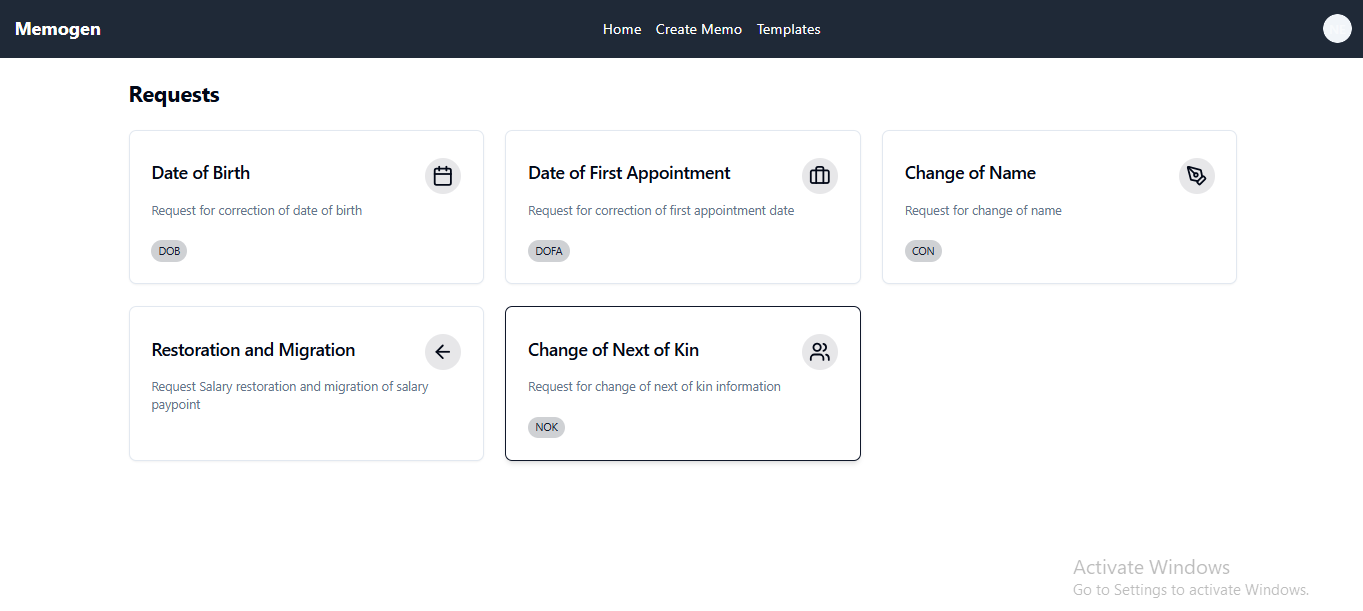 Memogen
Home
Create Memo
Templates
Requests
Date of Birth
Request for correction of date of birth
DOB
Date of First Appointment
Request for correction of first appointment date
DOFA
Change of Name
Request for change of name
CON
Restoration and Migration
Request Salary restoration and migration of salary
paypoint
Change of Next of Kin
Request for change of next of kin information
NOK
Activate Windows
Go to Settings to activate Windows.